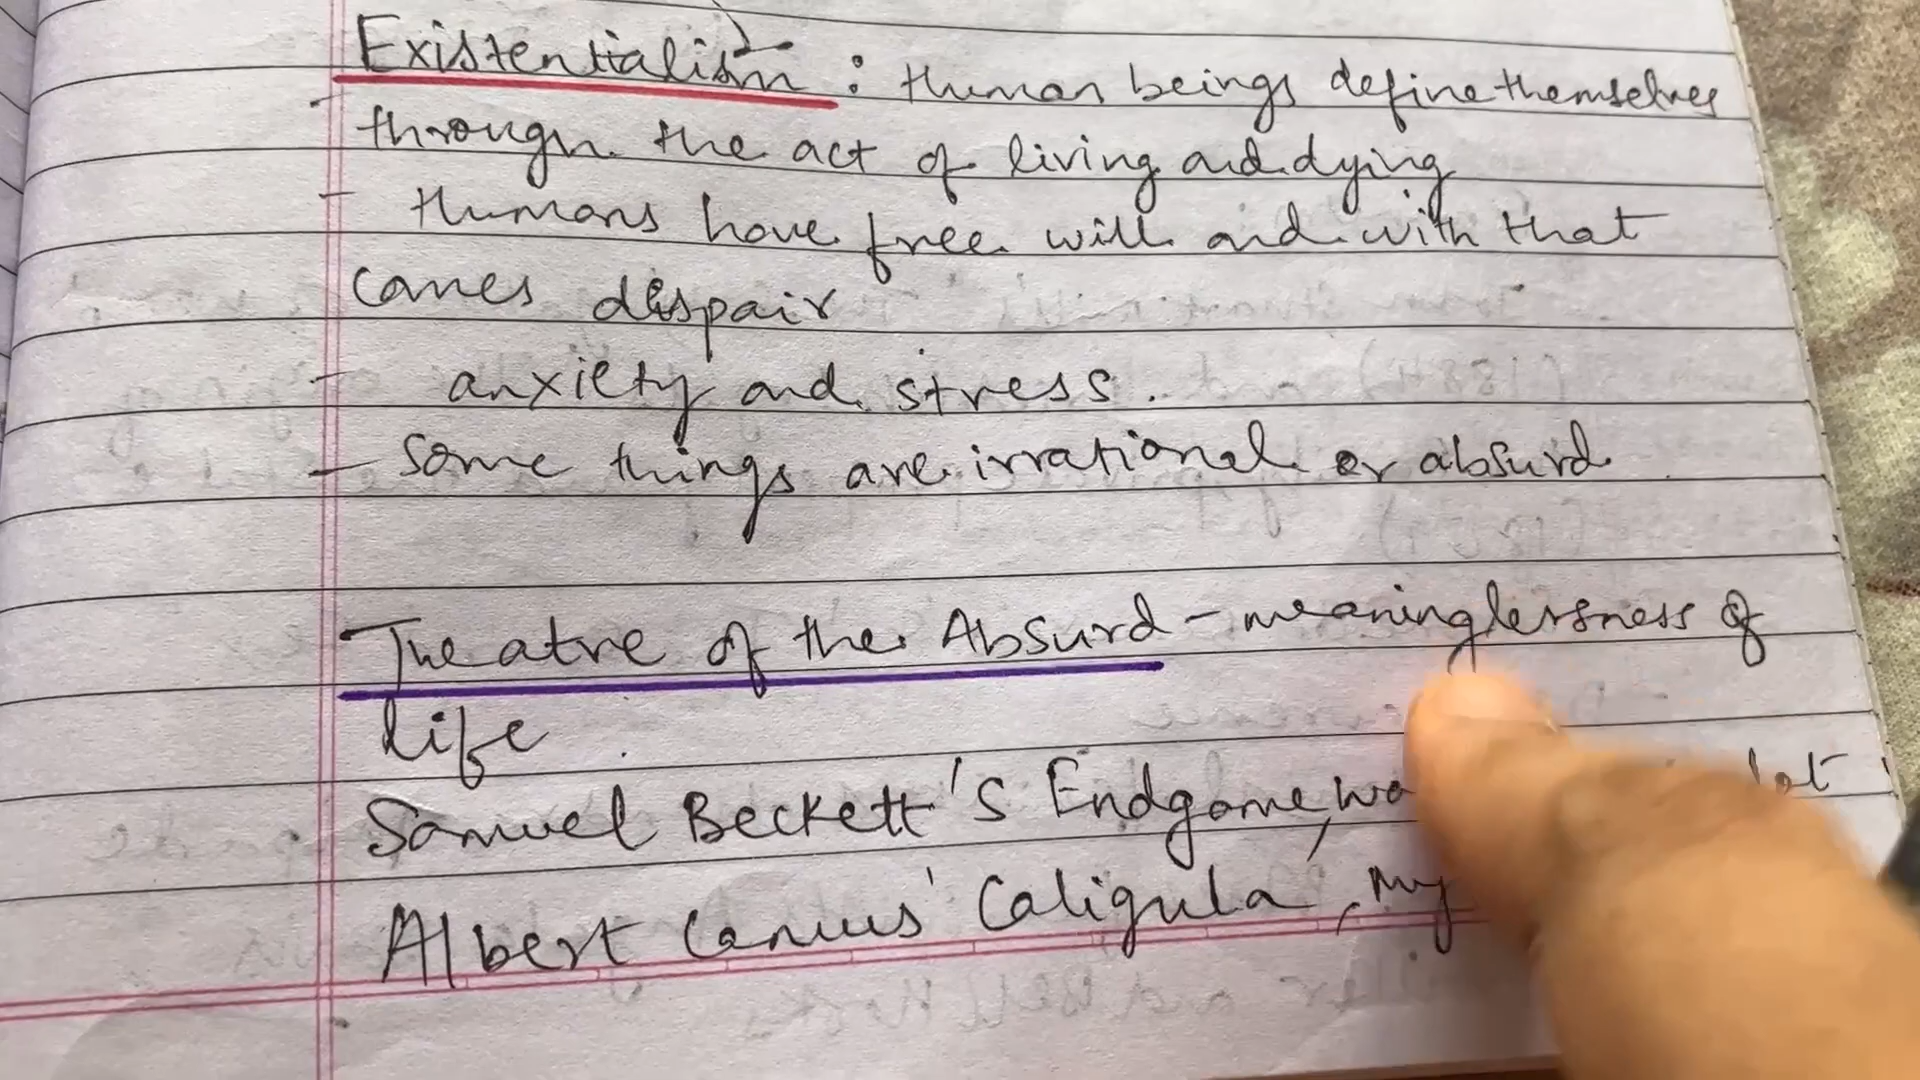 Existentialism : Human beings define themselves
through the act of living and dying
- Humans have free will and with that
comes despair
- anxiety and stress.
- some things are irrational or absurd
Theatre of the Absurd - meaninglessness of
life
Samuel Beckett's Endgame,
Albert Camus' Caligula,